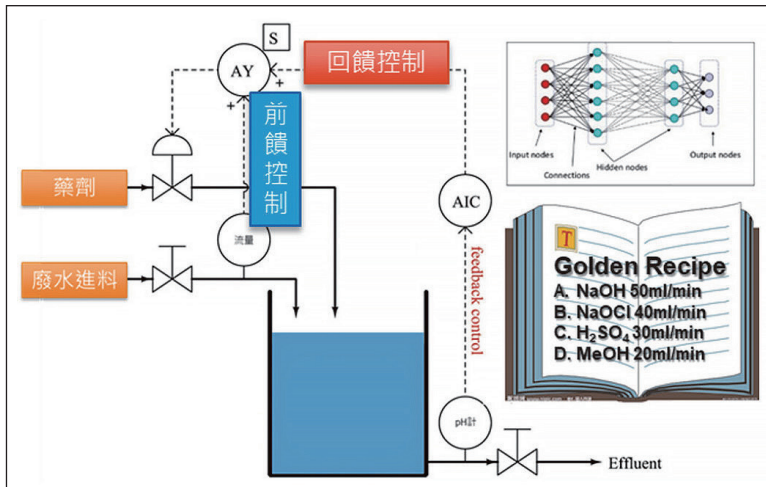 S
AY
+
+
回饋控制
前饋控制
藥劑
流量
廢水進料
AIC
feedback control
pH計
Effluent
Input nodes
Connections
Hidden nodes
Output nodes
T
Golden Recipe
A. NaOH 50ml/min
B. NaOCl 40ml/min
C. H₂SO₄ 30ml/min
D. MeOH 20ml/min